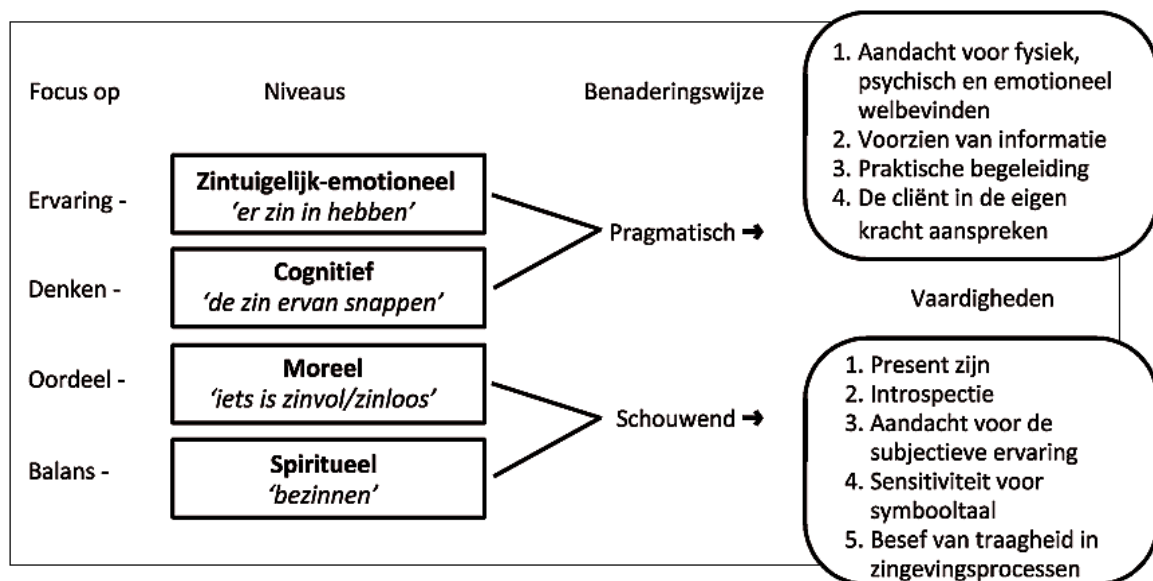 Focus op
Niveaus
Benaderingswijze
1. Aandacht voor fysiek,
psychisch en emotioneel
welbevinden
2. Voorzien van informatie
3. Praktische begeleiding
4. De cliënt in de eigen
kracht aanspreken
Ervaring -
Zintuigelijk-emotioneel
‘er zin in hebben’
Pragmatisch ➔
Denken -
Cognitief
‘de zin ervan snappen’
Vaardigheden
Oordeel -
Moreel
‘iets is zinvol/zinloos’
Schouwend ➔
Balans -
Spiritueel
‘bezinnen’
1. Present zijn
2. Introspectie
3. Aandacht voor de
subjectieve ervaring
4. Sensitiviteit voor
symbooltaal
5. Besef van traagheid in
zingevingsprocessen